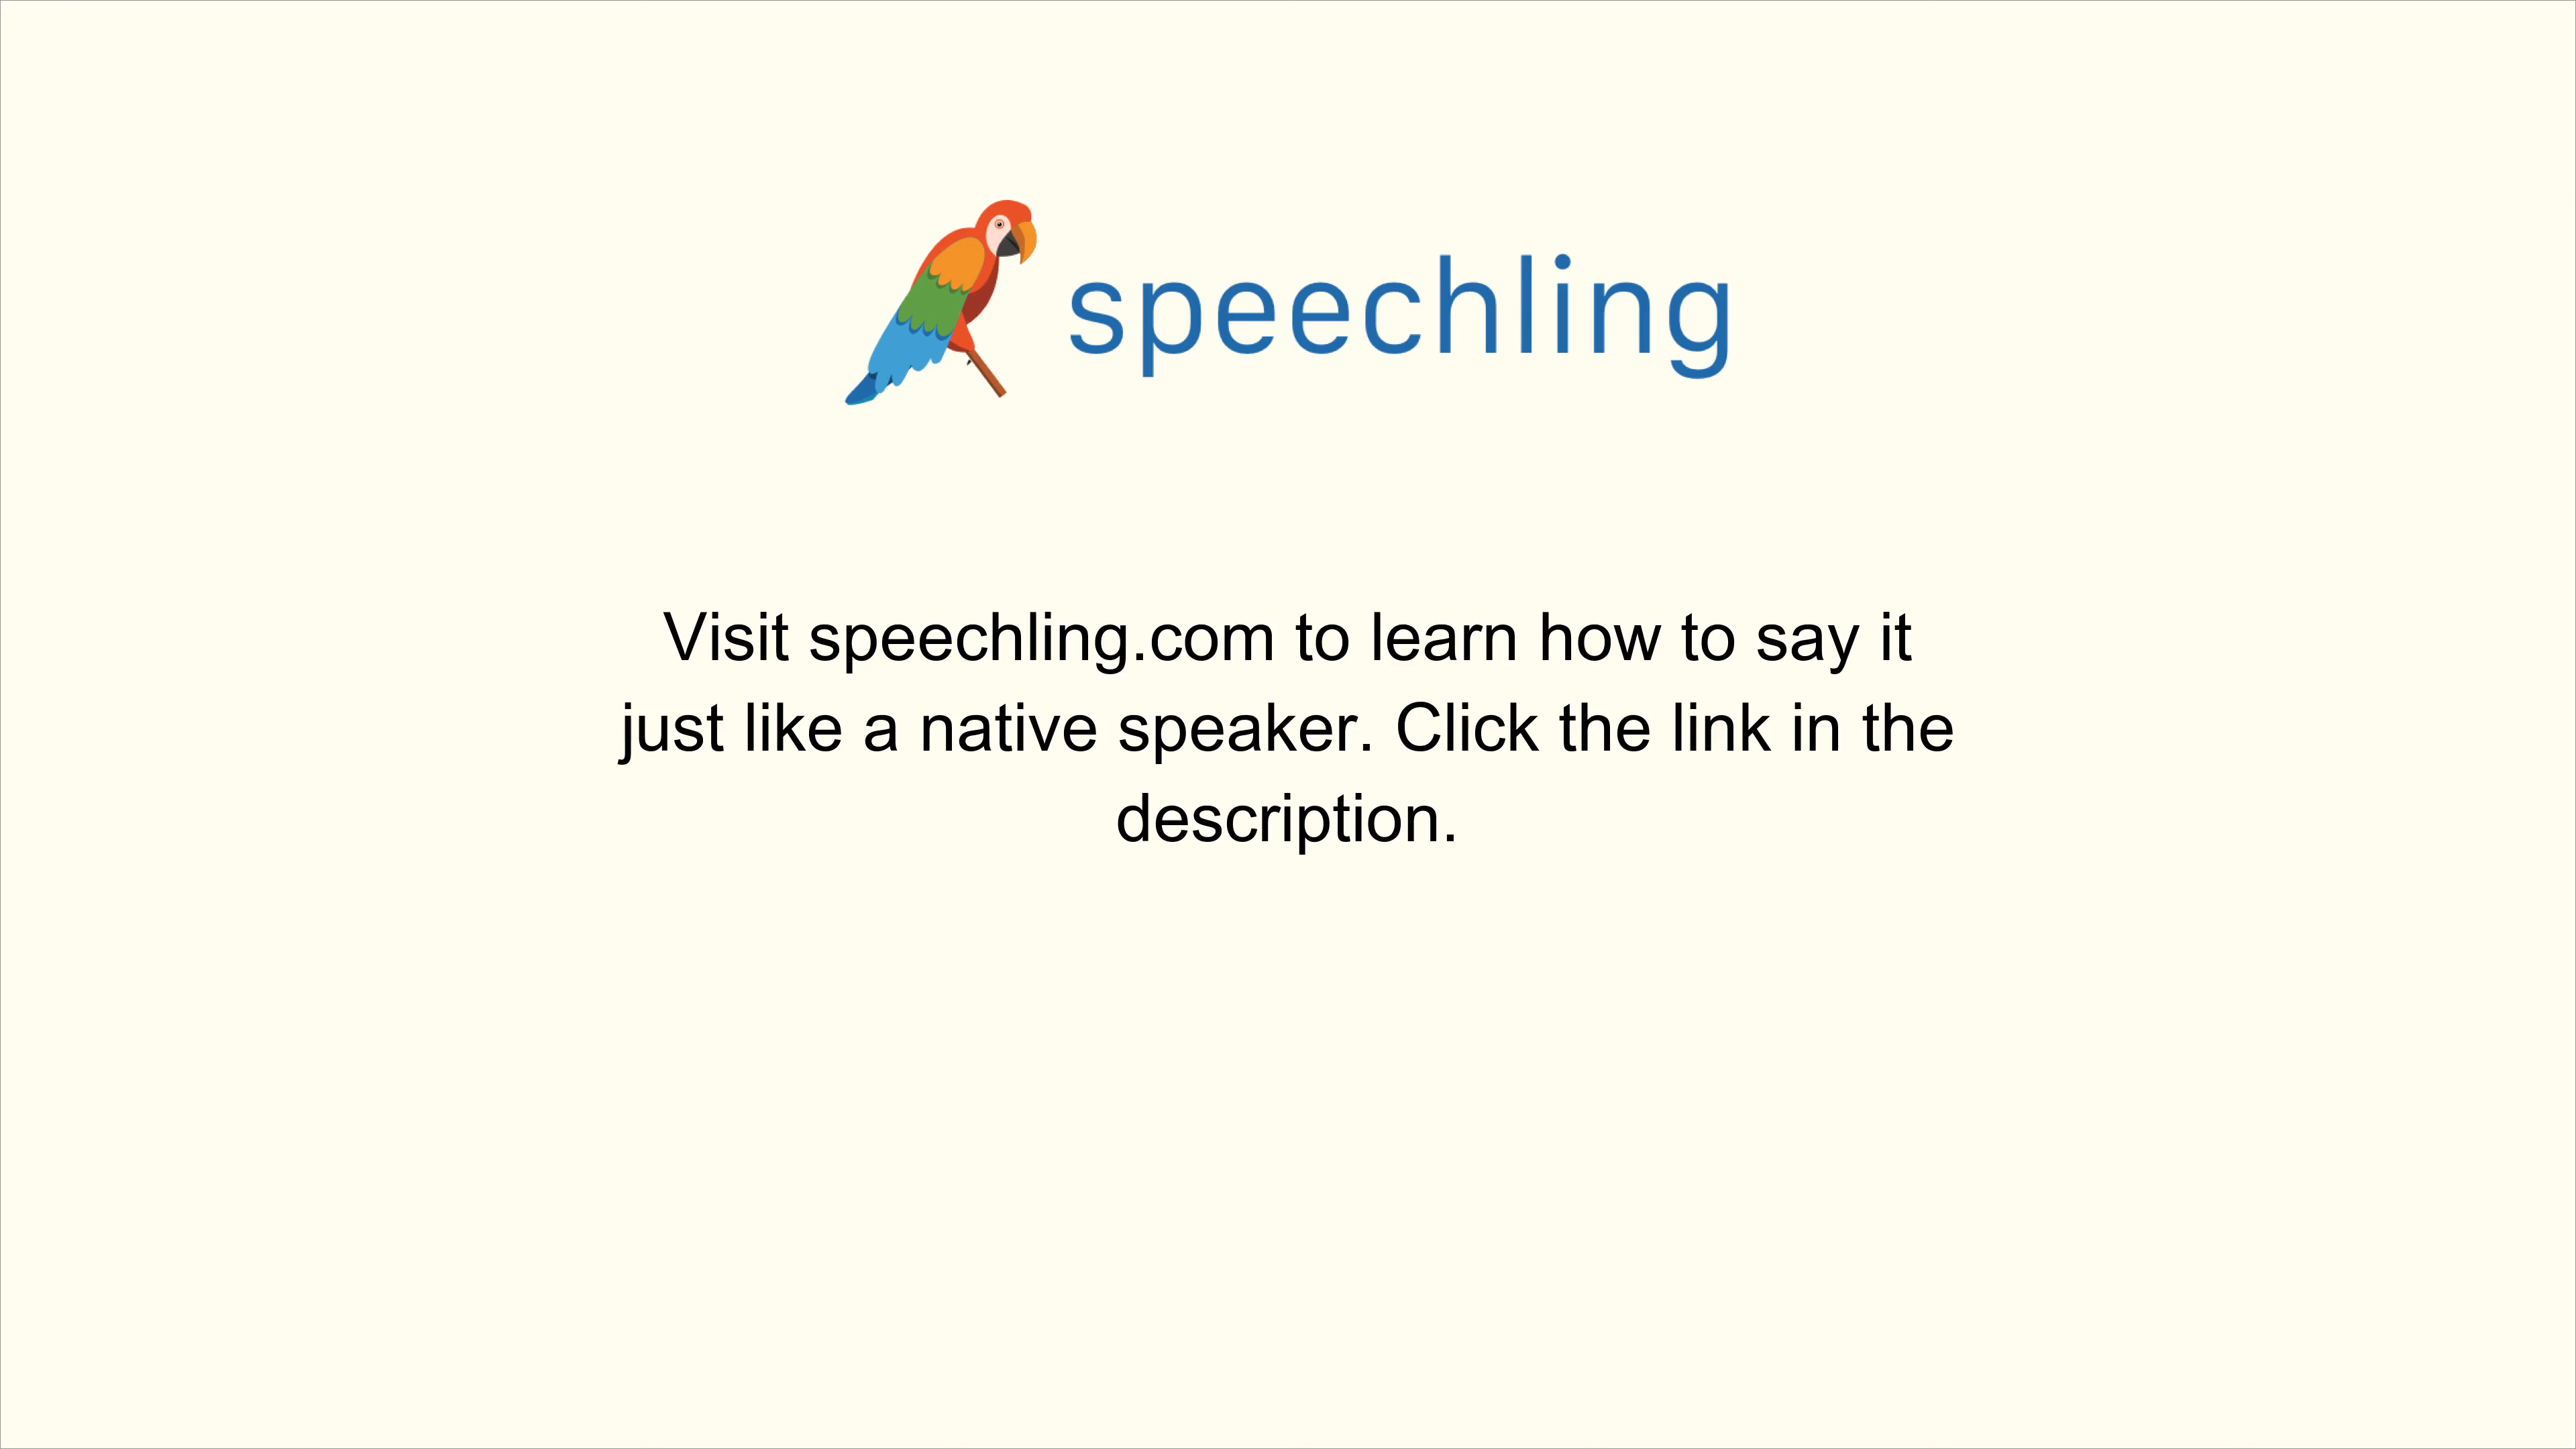 speechling
Visit speechling.com to learn how to say it
just like a native speaker. Click the link in the
description.